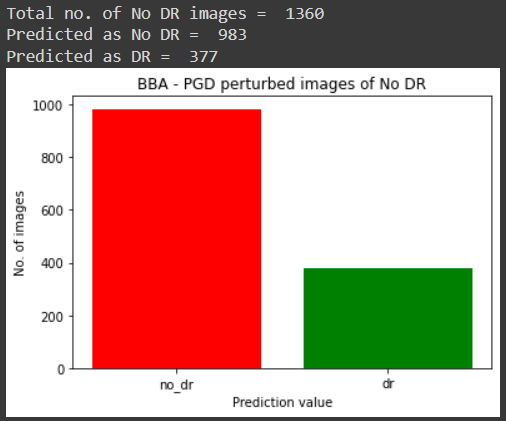 Total no. of No DR images =  1360
Predicted as No DR =  983
Predicted as DR =  377
BBA - PGD perturbed images of No DR
1000
800
600
400
200
0
No. of images
no_dr
dr
Prediction value